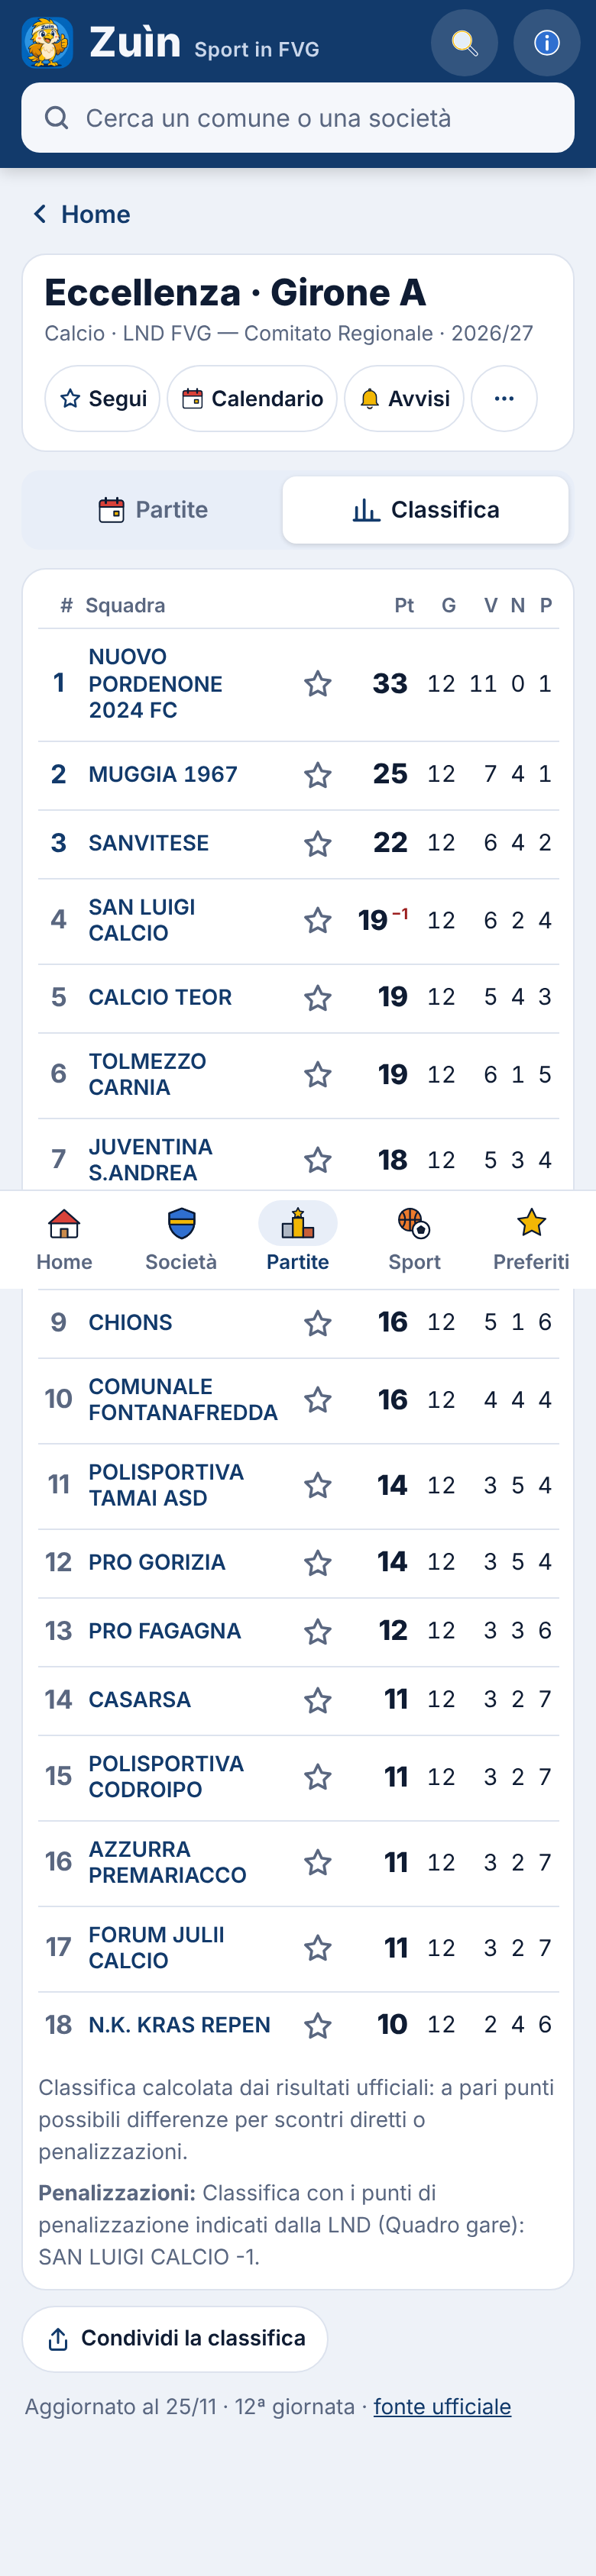 Zuìn
Zuìn Sport in FVG
Cerca un comune o una società
Home
Eccellenza · Girone A
Calcio · LND FVG — Comitato Regionale · 2026/27
Segui Calendario Avvisi ···
Partite Classifica
# Squadra Pt G V N P
1 NUOVO PORDENONE 2024 FC 33 12 11 0 1
2 MUGGIA 1967 25 12 7 4 1
3 SANVITESE 22 12 6 4 2
4 SAN LUIGI CALCIO 19 −1 12 6 2 4
5 CALCIO TEOR 19 12 5 4 3
6 TOLMEZZO CARNIA 19 12 6 1 5
7 JUVENTINA S.ANDREA 18 12 5 3 4
Home Società Partite Sport Preferiti
9 CHIONS 16 12 5 1 6
10 COMUNALE FONTANAFREDDA 16 12 4 4 4
11 POLISPORTIVA TAMAI ASD 14 12 3 5 4
12 PRO GORIZIA 14 12 3 5 4
13 PRO FAGAGNA 12 12 3 3 6
14 CASARSA 11 12 3 2 7
15 POLISPORTIVA CODROIPO 11 12 3 2 7
16 AZZURRA PREMARIACCO 11 12 3 2 7
17 FORUM JULII CALCIO 11 12 3 2 7
18 N.K. KRAS REPEN 10 12 2 4 6
Classifica calcolata dai risultati ufficiali: a pari punti
possibili differenze per scontri diretti o
penalizzazioni.
Penalizzazioni: Classifica con i punti di
penalizzazione indicati dalla LND (Quadro gare):
SAN LUIGI CALCIO -1.
Condividi la classifica
Aggiornato al 25/11 · 12ª giornata · fonte ufficiale